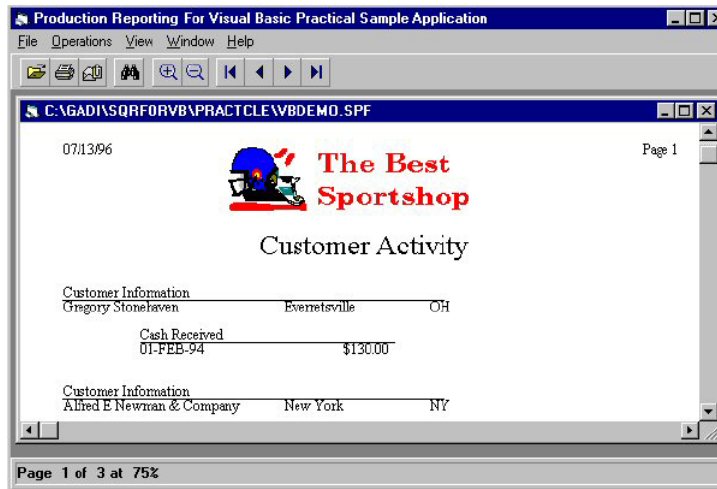 Production Reporting For Visual Basic Practical Sample Application
File Operations View Window Help
C:\GADI\SQRFORVB\PRACTCLE\VBDEMO.SPF
07/13/96
Page 1
The Best
Sportshop
Customer Activity
Customer Information
Gregory Stonehaven Everretsville OH
Cash Received
01-FEB-94 $130.00
Customer Information
Alfred E Newman & Company New York NY
Page 1 of 3 at 75%